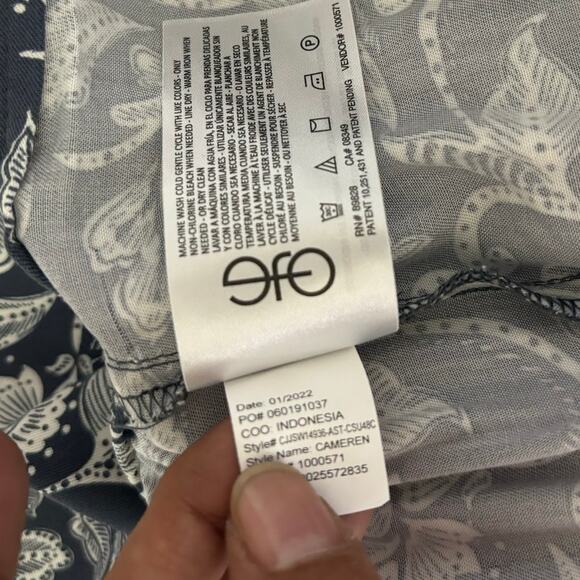 MACHINE WASH COLD GENTLE CYCLE WITH LIKE COLORS - ONLY
NON-CHLORINE BLEACH WHEN NEEDED - LINE DRY - WARM IRON WHEN
NEEDED - OR DRY CLEAN
LAVAR A MAQUINA CON AGUA FRÍA, EN EL CICLO PARA PRENDAS DELICADAS
Y CON COLORES SIMILARES - UTILIZAR ÚNICAMENTE BLANQUEADOR SIN
CLORO CUANDO SEA NECESARIO - SECAR AL AIRE - PLANCHAR A
TEMPERATURA MEDIA CUANDO SEA NECESARIO - O LAVAR EN SECO
LAVER À LA MACHINE À L'EAU FROIDE AVEC DES COULEURS SIMILAIRES, AU
CYCLE DÉLICAT - UTILISER SEULEMENT UN AGENT DE BLANCHIMENT NON
CHLORÉ AU BESOIN - SUSPENDRE POUR SÉCHER - REPASSER À TEMPÉRATURE
MOYENNE AU BESOIN - OU NETTOYER À SEC
P
RN# 89828 CA# 08349 VENDOR# 1000571
PATENT 10,251,431 AND PATENT PENDING
Date: 01/2022
PO# 060191037
COO: INDONESIA
Style# CJJSW14936-AST-CSU48C
Style Name: CAMEREN
# 1000571
025572835